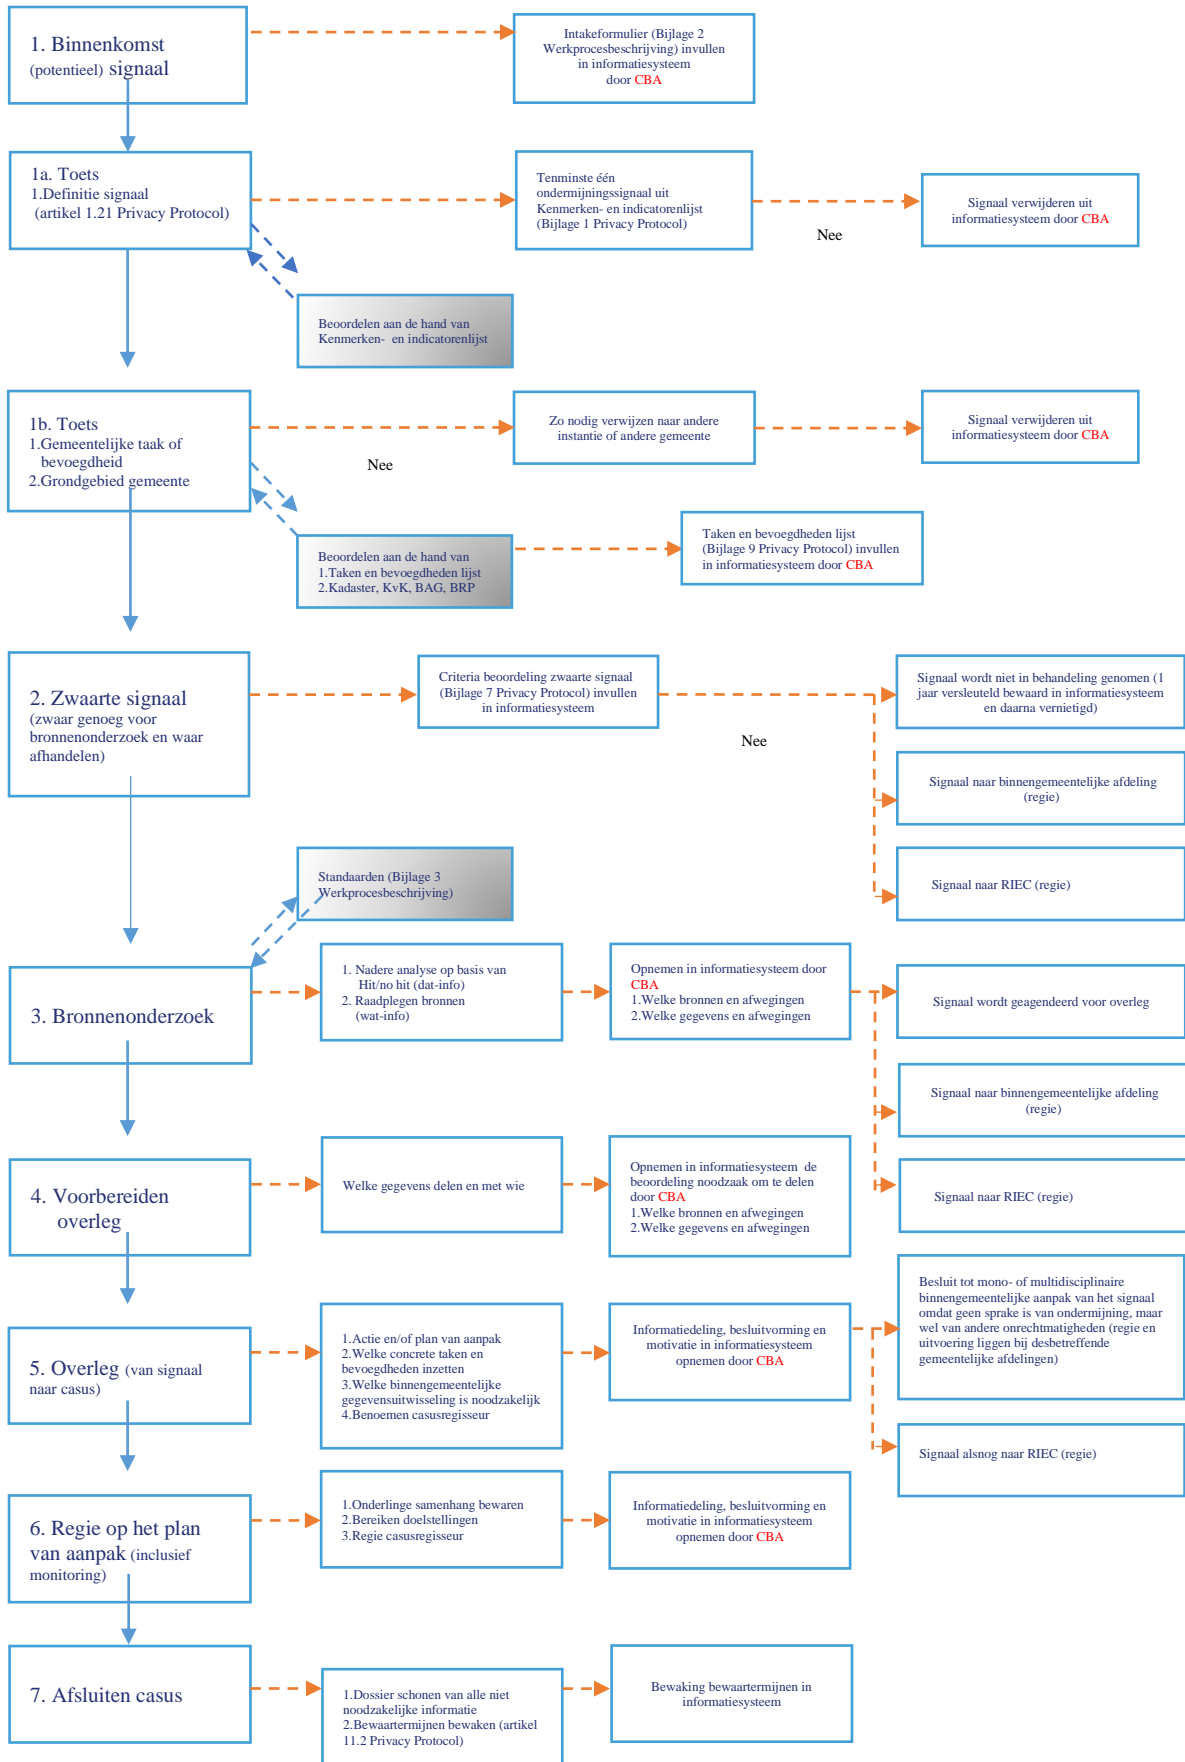 1. Binnenkomst
(potentieel) signaal
Intakeformulier (Bijlage 2
Werkprocesbeschrijving) invullen
in informatiesysteem
door CBA
1a. Toets
1.Definitie signaal
(artikel 1.21 Privacy Protocol)
Tenminste één
ondermijningssignaal uit
Kenmerken- en indicatorenlijst
(Bijlage 1 Privacy Protocol)
Nee
Signaal verwijderen uit
informatiesysteem door CBA
Beoordelen aan de hand van
Kenmerken- en indicatorenlijst
1b. Toets
1.Gemeentelijke taak of
bevoegdheid
2.Grondgebied gemeente
Nee
Zo nodig verwijzen naar andere
instantie of andere gemeente
Signaal verwijderen uit
informatiesysteem door CBA
Beoordelen aan de hand van
1.Taken en bevoegdheden lijst
2.Kadaster, KvK, BAG, BRP
Taken en bevoegdheden lijst
(Bijlage 9 Privacy Protocol) invullen
in informatiesysteem door CBA
2. Zwaarte signaal
(zwaar genoeg voor
bronnenonderzoek en waar
afhandelen)
Criteria beoordeling zwaarte signaal
(Bijlage 7 Privacy Protocol) invullen
in informatiesysteem
Nee
Signaal wordt niet in behandeling genomen (1
jaar versleuteld bewaard in informatiesysteem
en daarna vernietigd)
Signaal naar binnengemeentelijke afdeling
(regie)
Signaal naar RIEC (regie)
Standaarden (Bijlage 3
Werkprocesbeschrijving)
3. Bronnenonderzoek
1. Nadere analyse op basis van
Hit/no hit (dat-info)
2. Raadplegen bronnen
(wat-info)
Opnemen in informatiesysteem door
CBA
1.Welke bronnen en afwegingen
2.Welke gegevens en afwegingen
Signaal wordt geagendeerd voor overleg
Signaal naar binnengemeentelijke afdeling
(regie)
Signaal naar RIEC (regie)
4. Voorbereiden
overleg
Welke gegevens delen en met wie
Opnemen in informatiesysteem de
beoordeling noodzaak om te delen
door CBA
1.Welke bronnen en afwegingen
2.Welke gegevens en afwegingen
5. Overleg (van signaal
naar casus)
1.Actie en/of plan van aanpak
2.Welke concrete taken en
bevoegdheden inzetten
3.Welke binnengemeentelijke
gegevensuitwisseling is noodzakelijk
4.Benoemen casusregisseur
Informatiedeling, besluitvorming en
motivatie in informatiesysteem
opnemen door CBA
Besluit tot mono- of multidisciplinaire
binnengemeentelijke aanpak van het signaal
omdat geen sprake is van ondermijning, maar
wel van andere onrechtmatigheden (regie en
uitvoering liggen bij desbetreffende
gemeentelijke afdelingen)
Signaal alsnog naar RIEC (regie)
6. Regie op het plan
van aanpak (inclusief
monitoring)
1.Onderlinge samenhang bewaren
2.Bereiken doelstellingen
3.Regie casusregisseur
Informatiedeling, besluitvorming en
motivatie in informatiesysteem
opnemen door CBA
7. Afsluiten casus
1.Dossier schonen van alle niet
noodzakelijke informatie
2.Bewaartermijnen bewaken (artikel
11.2 Privacy Protocol)
Bewaking bewaartermijnen in
informatiesysteem